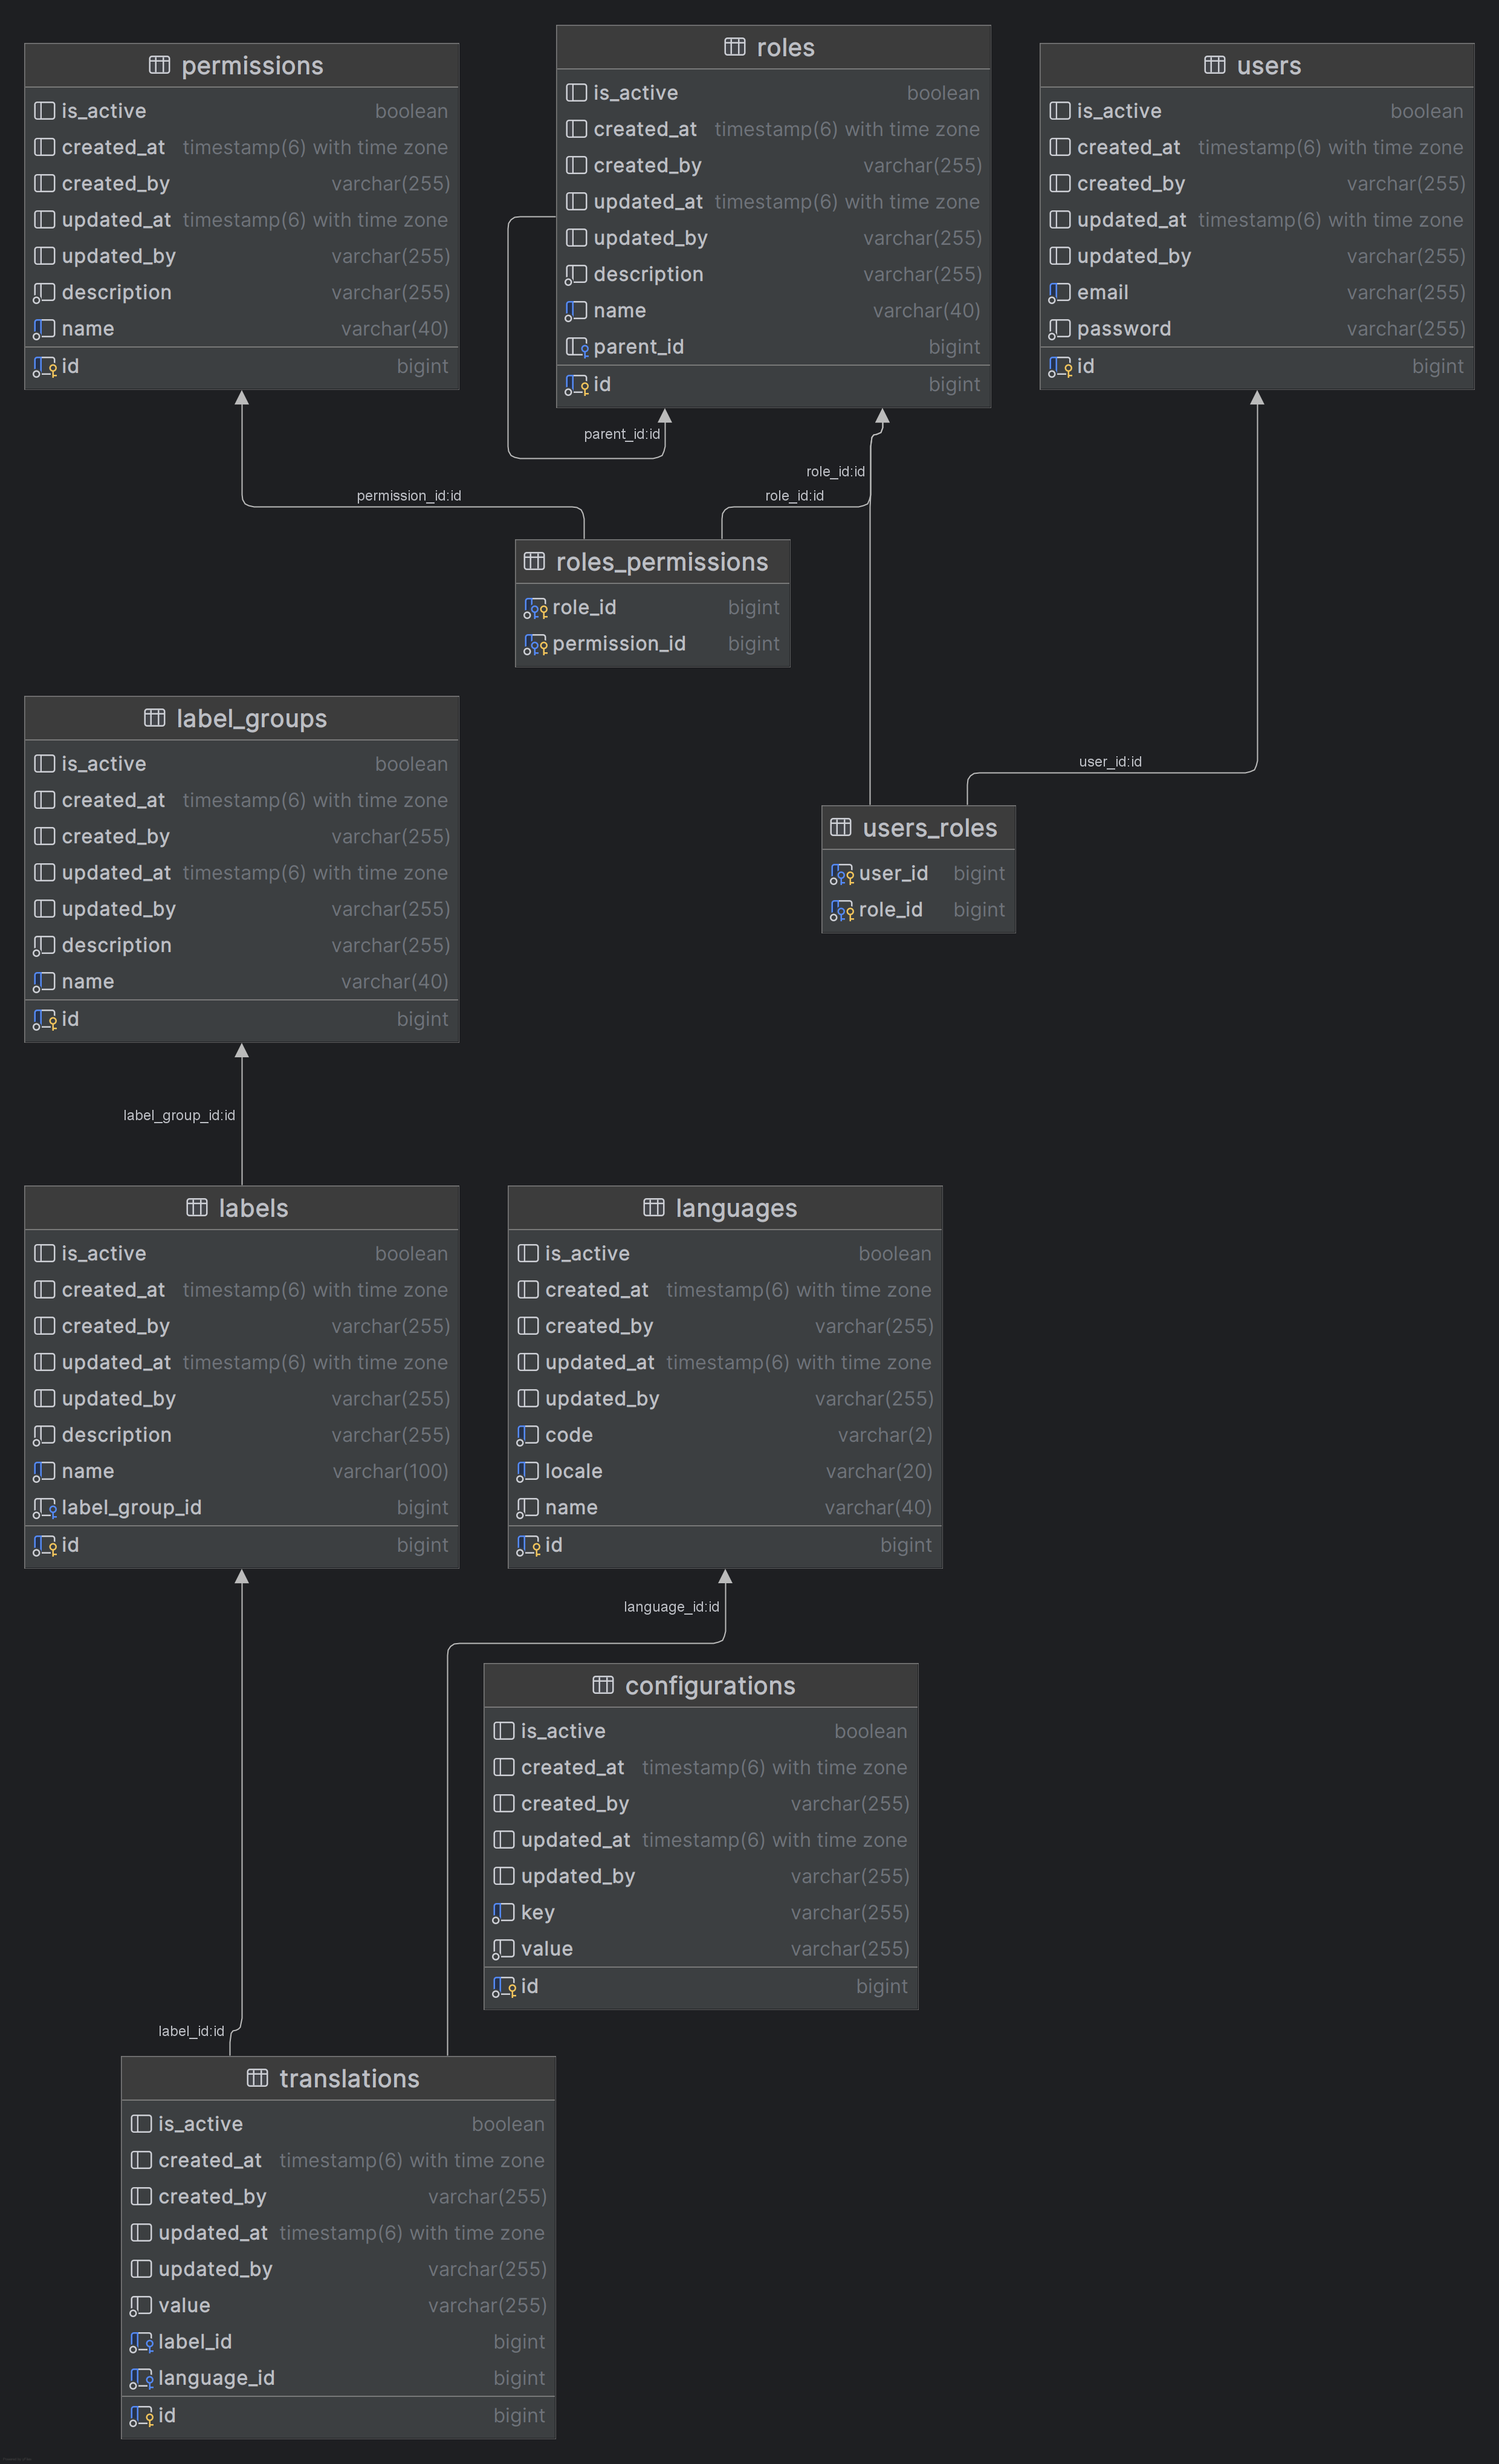 permissions
is_active boolean
created_at timestamp(6) with time zone
created_by varchar(255)
updated_at timestamp(6) with time zone
updated_by varchar(255)
description varchar(255)
name varchar(40)
id bigint
roles
is_active boolean
created_at timestamp(6) with time zone
created_by varchar(255)
updated_at timestamp(6) with time zone
updated_by varchar(255)
description varchar(255)
name varchar(40)
parent_id bigint
id bigint
users
is_active boolean
created_at timestamp(6) with time zone
created_by varchar(255)
updated_at timestamp(6) with time zone
updated_by varchar(255)
email varchar(255)
password varchar(255)
id bigint
parent_id:id
role_id:id
permission_id:id
role_id:id
roles_permissions
role_id bigint
permission_id bigint
user_id:id
users_roles
user_id bigint
role_id bigint
label_groups
is_active boolean
created_at timestamp(6) with time zone
created_by varchar(255)
updated_at timestamp(6) with time zone
updated_by varchar(255)
description varchar(255)
name varchar(40)
id bigint
label_group_id:id
labels
is_active boolean
created_at timestamp(6) with time zone
created_by varchar(255)
updated_at timestamp(6) with time zone
updated_by varchar(255)
description varchar(255)
name varchar(100)
label_group_id bigint
id bigint
languages
is_active boolean
created_at timestamp(6) with time zone
created_by varchar(255)
updated_at timestamp(6) with time zone
updated_by varchar(255)
code varchar(2)
locale varchar(20)
name varchar(40)
id bigint
language_id:id
configurations
is_active boolean
created_at timestamp(6) with time zone
created_by varchar(255)
updated_at timestamp(6) with time zone
updated_by varchar(255)
key varchar(255)
value varchar(255)
id bigint
label_id:id
translations
is_active boolean
created_at timestamp(6) with time zone
created_by varchar(255)
updated_at timestamp(6) with time zone
updated_by varchar(255)
value varchar(255)
label_id bigint
language_id bigint
id bigint